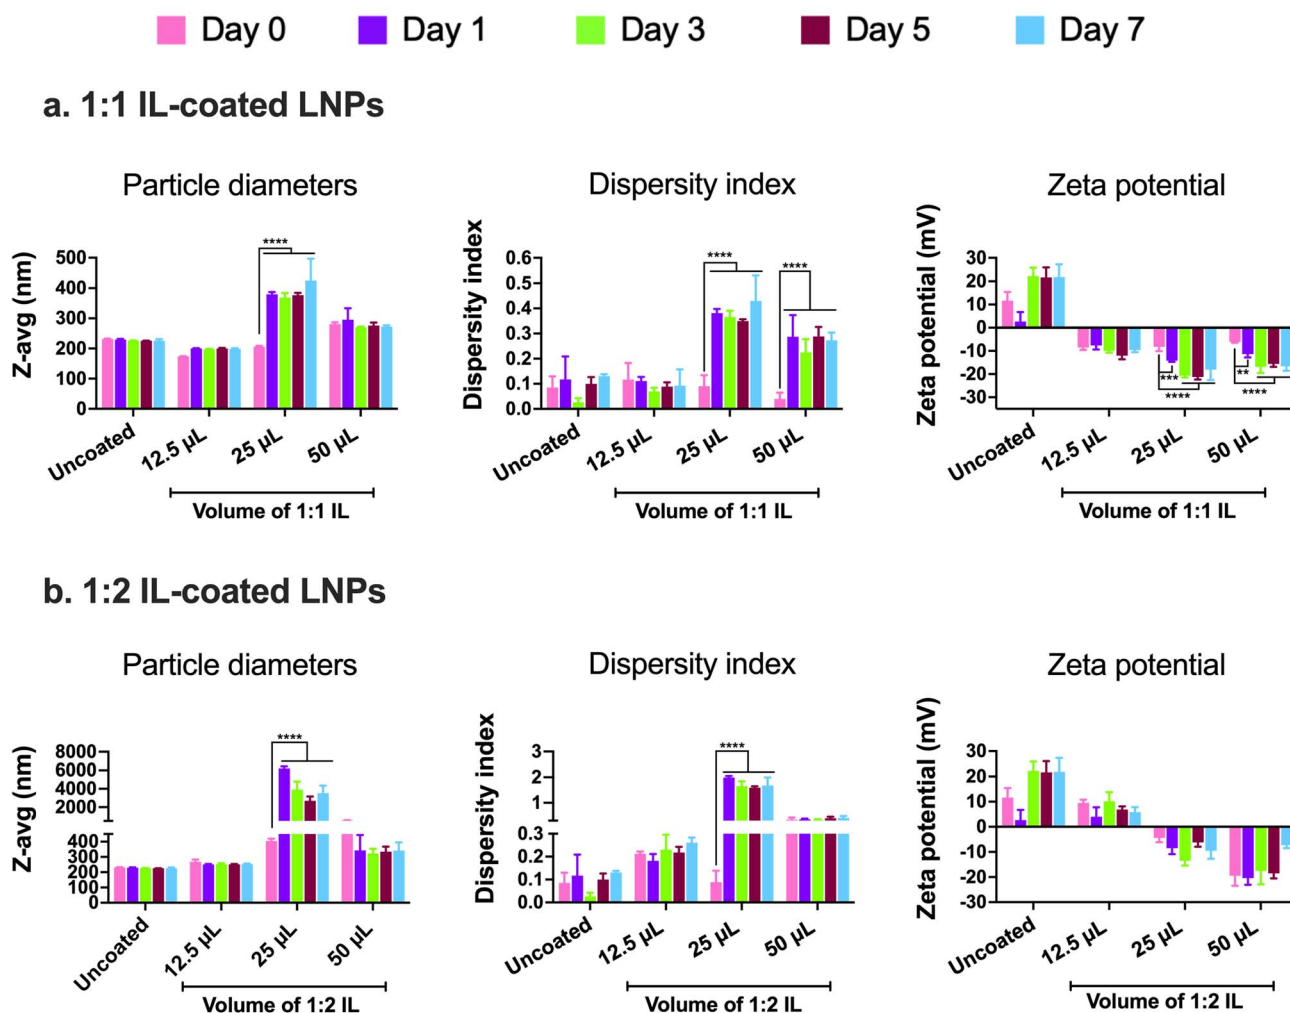 Day 0 Day 1 Day 3 Day 5 Day 7
a. 1:1 IL-coated LNPs
Particle diameters
Z-avg (nm)
500
400
300
200
100
0
****
Uncoated
12.5 µL
25 µL
50 µL
Volume of 1:1 IL
Dispersity index
Dispersity index
0.6
0.5
0.4
0.3
0.2
0.1
0.0
****
****
Uncoated
12.5 µL
25 µL
50 µL
Volume of 1:1 IL
Zeta potential
Zeta potential (mV)
30
20
10
0
-10
-20
-30
***
****
**
****
Uncoated
12.5 µL
25 µL
50 µL
Volume of 1:1 IL
b. 1:2 IL-coated LNPs
Particle diameters
Z-avg (nm)
8000
6000
4000
2000
400
300
200
100
0
****
Uncoated
12.5 µL
25 µL
50 µL
Volume of 1:2 IL
Dispersity index
Dispersity index
3
2
1
0.3
0.2
0.1
0.0
****
Uncoated
12.5 µL
25 µL
50 µL
Volume of 1:2 IL
Zeta potential
Zeta potential (mV)
30
20
10
0
-10
-20
-30
Uncoated
12.5 µL
25 µL
50 µL
Volume of 1:2 IL